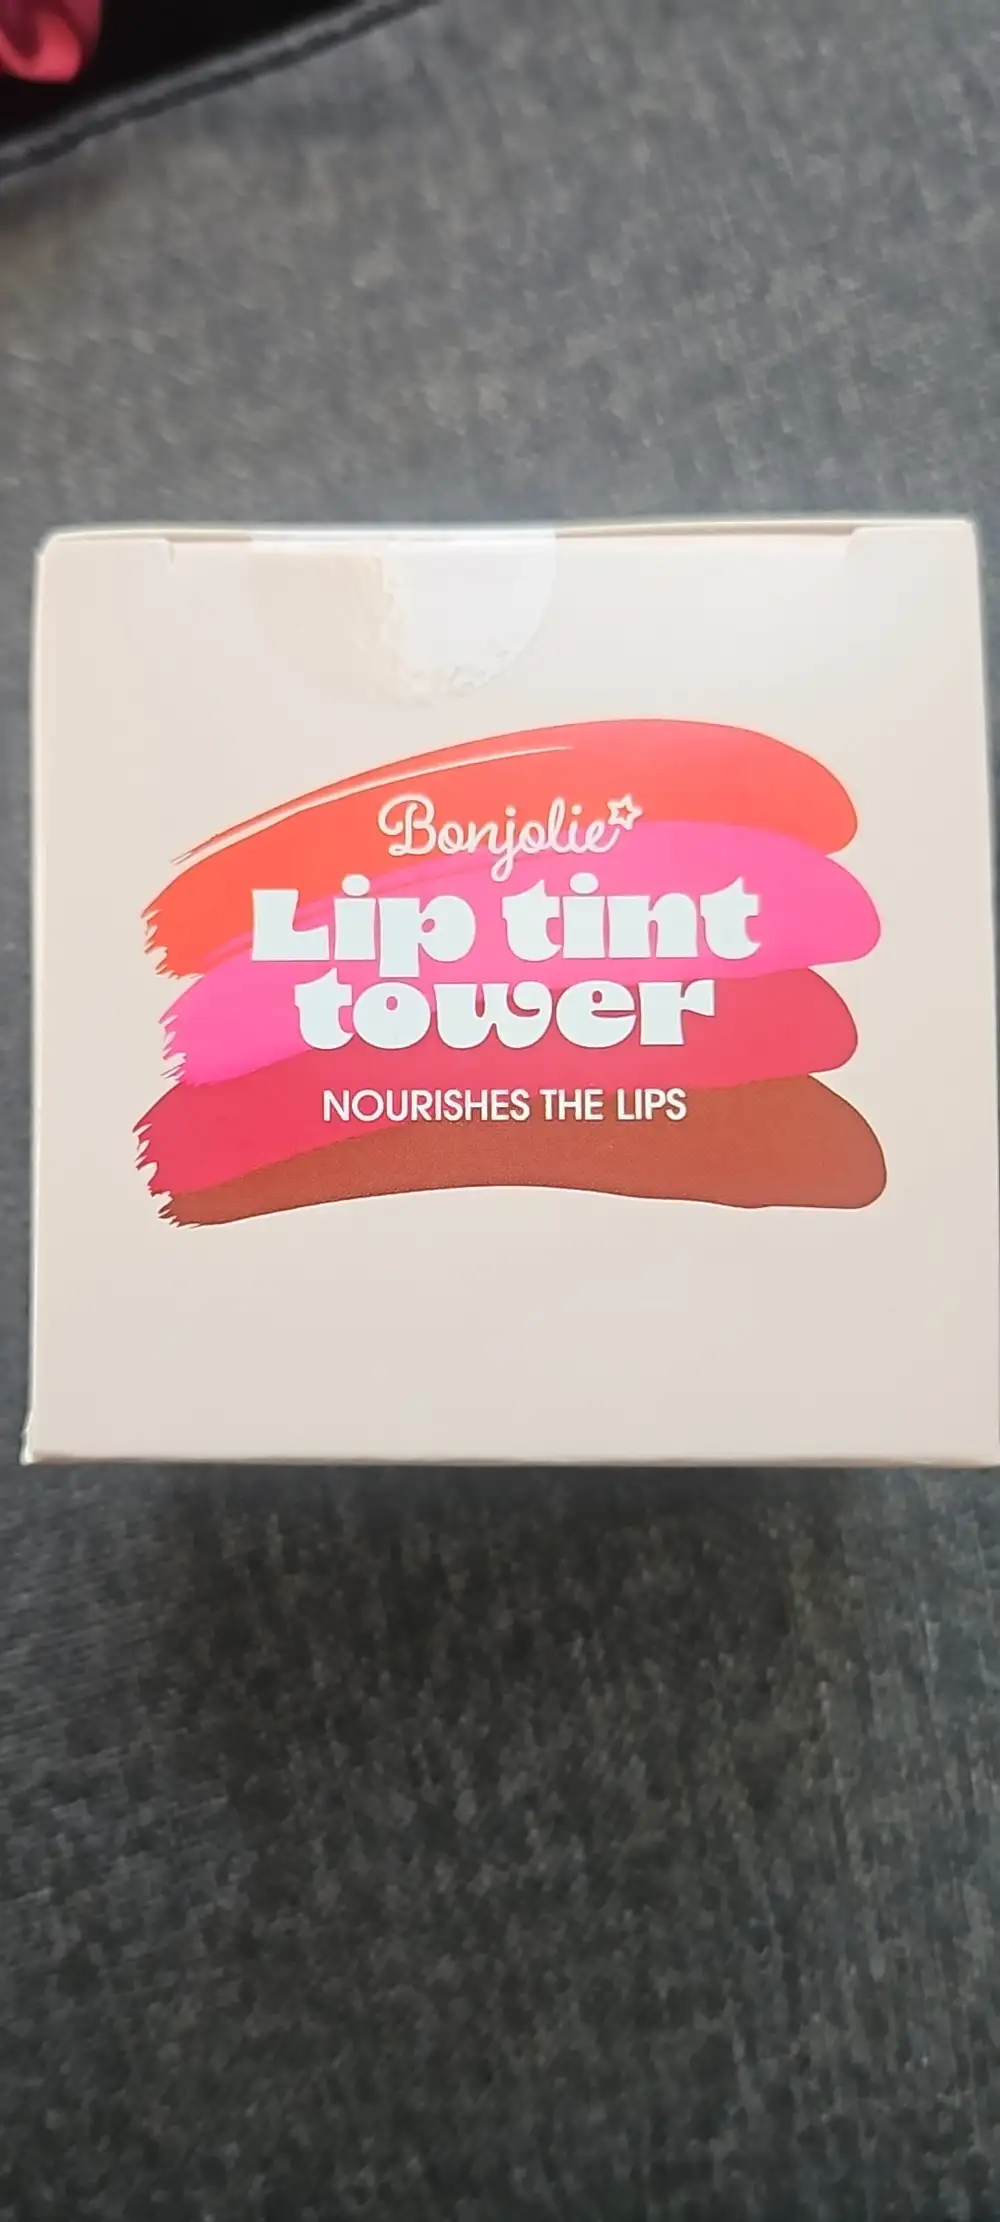 Bonjolie
Lip tint
tower
NOURISHES THE LIPS